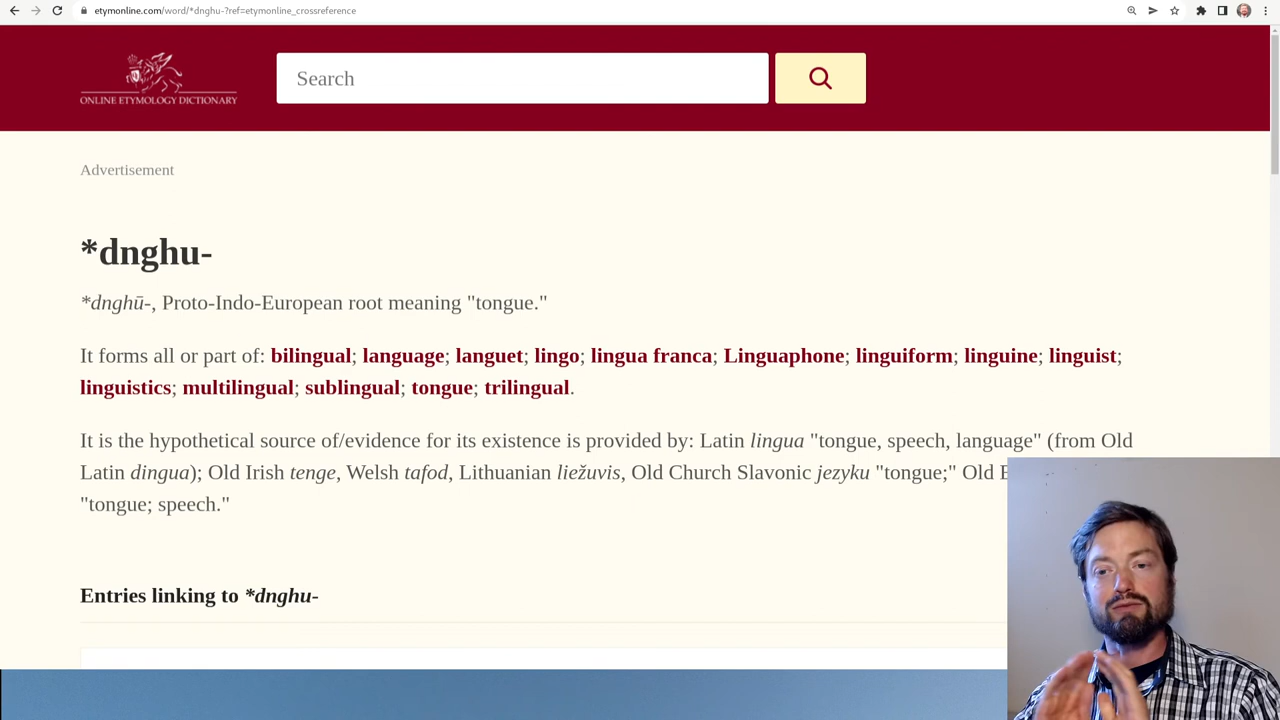 etymonline.com/word/*dnghu-?ref=etymonline_crossreference
ONLINE ETYMOLOGY DICTIONARY
Search
Advertisement
*dnghu-
*dnghū-, Proto-Indo-European root meaning "tongue."
It forms all or part of: bilingual; language; languet; lingo; lingua franca; Linguaphone; linguiform; linguine; linguist;
linguistics; multilingual; sublingual; tongue; trilingual.
It is the hypothetical source of/evidence for its existence is provided by: Latin lingua "tongue, speech, language" (from Old
Latin dingua); Old Irish tenge, Welsh tafod, Lithuanian liežuvis, Old Church Slavonic jezyku "tongue;" Old
"tongue; speech."
Entries linking to *dnghu-